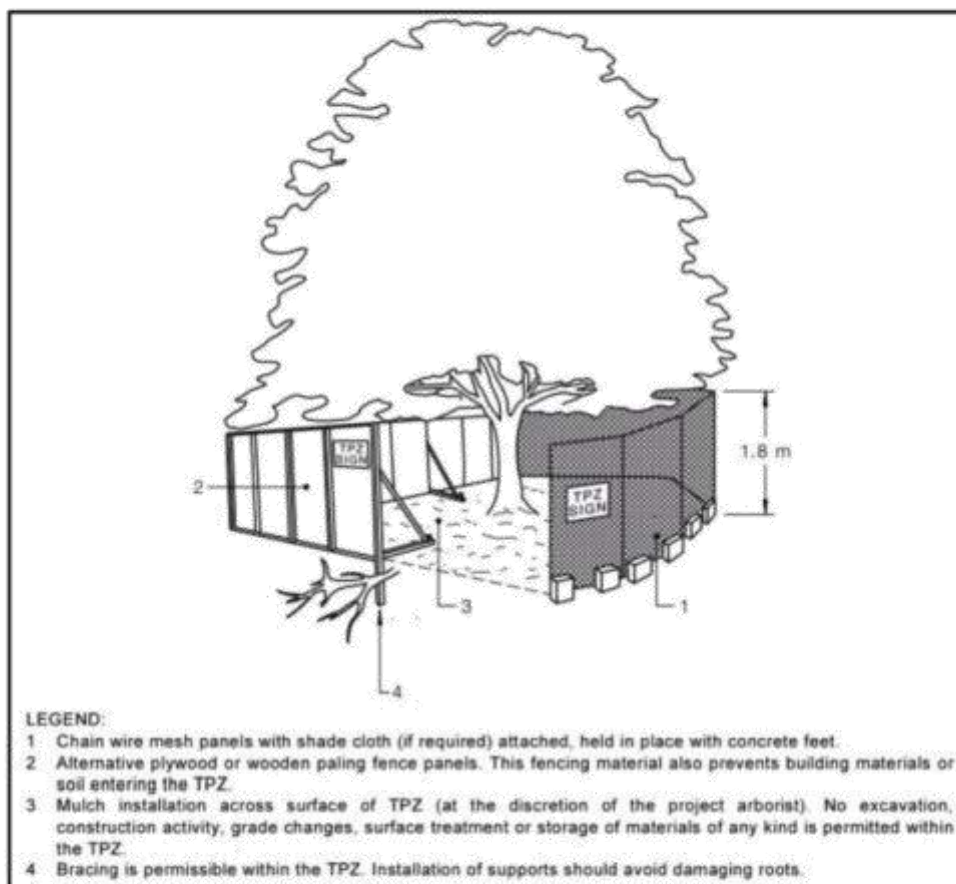 TPZ
SIGN
1.8 m
2
TPZ
SIGN
3
1
4
LEGEND:
1 Chain wire mesh panels with shade cloth (if required) attached, held in place with concrete feet.
2 Alternative plywood or wooden paling fence panels. This fencing material also prevents building materials or
soil entering the TPZ.
3 Mulch installation across surface of TPZ (at the discretion of the project arborist). No excavation,
construction activity, grade changes, surface treatment or storage of materials of any kind is permitted within
the TPZ.
4 Bracing is permissible within the TPZ. Installation of supports should avoid damaging roots.